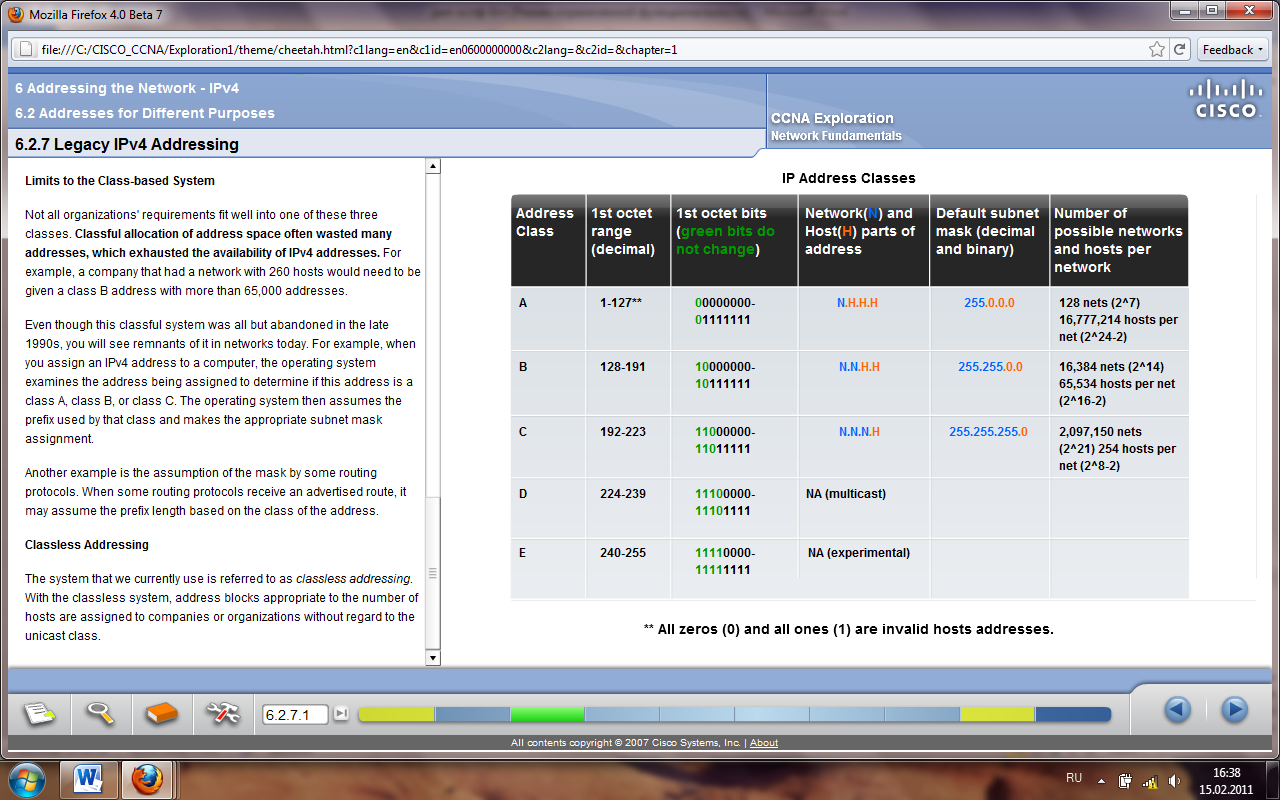 Mozilla Firefox 4.0 Beta 7
file:///C:/CISCO_CCNA/Exploration1/theme/cheetah.html?c1lang=en&c1id=en0600000000&c2lang=&c2id=&chapter=1
Feedback
6 Addressing the Network - IPv4
6.2 Addresses for Different Purposes
6.2.7 Legacy IPv4 Addressing
CCNA Exploration
Network Fundamentals
CISCO.
Limits to the Class-based System
Not all organizations' requirements fit well into one of these three
classes. Classful allocation of address space often wasted many
addresses, which exhausted the availability of IPv4 addresses. For
example, a company that had a network with 260 hosts would need to be
given a class B address with more than 65,000 addresses.
Even though this classful system was all but abandoned in the late
1990s, you will see remnants of it in networks today. For example, when
you assign an IPv4 address to a computer, the operating system
examines the address being assigned to determine if this address is a
class A, class B, or class C. The operating system then assumes the
prefix used by that class and makes the appropriate subnet mask
assignment.
Another example is the assumption of the mask by some routing
protocols. When some routing protocols receive an advertised route, it
may assume the prefix length based on the class of the address.
Classless Addressing
The system that we currently use is referred to as classless addressing.
With the classless system, address blocks appropriate to the number of
hosts are assigned to companies or organizations without regard to the
unicast class.
IP Address Classes
Address
Class
1st octet
range
(decimal)
1st octet bits
(green bits do
not change)
Network(N) and
Host(H) parts of
address
Default subnet
mask (decimal
and binary)
Number of
possible networks
and hosts per
network
A
1-127**
00000000-
01111111
N.H.H.H
255.0.0.0
128 nets (2^7)
16,777,214 hosts per
net (2^24-2)
B
128-191
10000000-
10111111
N.N.H.H
255.255.0.0
16,384 nets (2^14)
65,534 hosts per net
(2^16-2)
C
192-223
11000000-
11011111
N.N.N.H
255.255.255.0
2,097,150 nets
(2^21) 254 hosts per
net (2^8-2)
D
224-239
11100000-
11101111
NA (multicast)
E
240-255
11110000-
11111111
NA (experimental)
** All zeros (0) and all ones (1) are invalid hosts addresses.
6.2.7.1
All contents copyright © 2007 Cisco Systems, Inc. | About
RU
16:38
15.02.2011